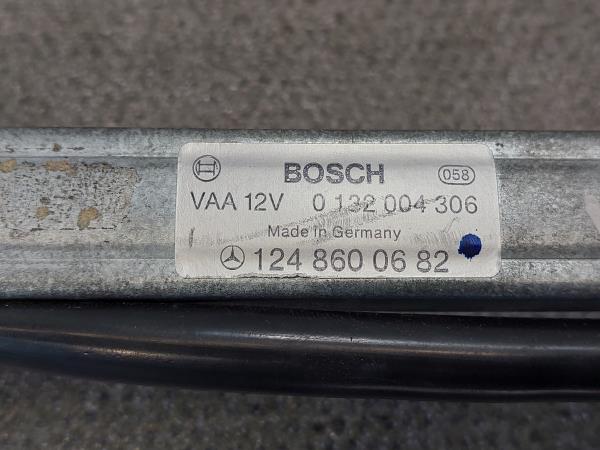 BOSCH 058
VAA 12V 0 132 004 306
Made in Germany
124 860 06 82